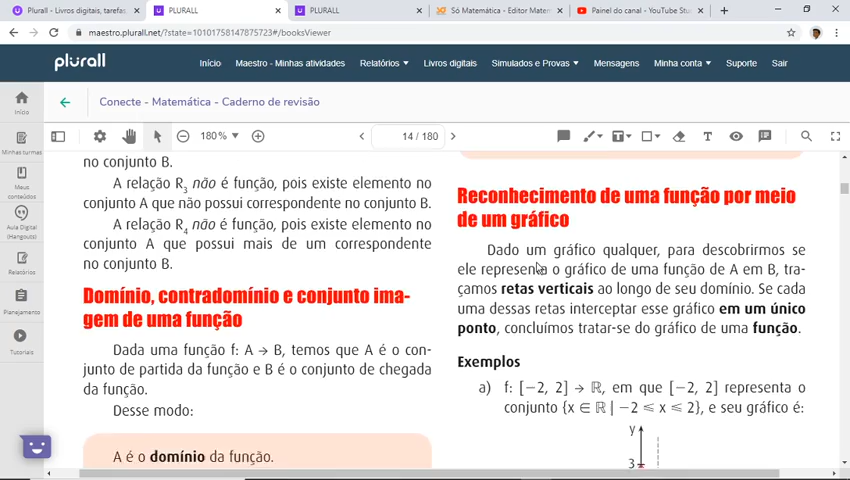 Plurall - Livros digitais, tarefas
PLURALL
PLURALL
Só Matemática - Editor Matem
Painel do canal - YouTube Stu
maestro.plurall.net/?state=10101758147875723#/booksViewer
plurall
Início
Maestro - Minhas atividades
Relatórios
Livros digitais
Simulados e Provas
Mensagens
Minha conta
Suporte
Sair
Início
Minhas turmas
Meus conteúdos
Aula Digital (Hangouts)
Relatórios
Planejamento
Tutoriais
Conecte - Matemática - Caderno de revisão
180%
14 / 180
no conjunto B.
A relação R3 não é função, pois existe elemento no
conjunto A que não possui correspondente no conjunto B.
A relação R4 não é função, pois existe elemento no
conjunto A que possui mais de um correspondente
no conjunto B.
Domínio, contradomínio e conjunto ima-
gem de uma função
Dada uma função f: A → B, temos que A é o con-
junto de partida da função e B é o conjunto de chegada
da função.
Desse modo:
A é o domínio da função.
Reconhecimento de uma função por meio
de um gráfico
Dado um gráfico qualquer, para descobrirmos se
ele representa o gráfico de uma função de A em B, tra-
çamos retas verticais ao longo de seu domínio. Se cada
uma dessas retas interceptar esse gráfico em um único
ponto, concluímos tratar-se do gráfico de uma função.
Exemplos
a) f: [−2, 2] → ℝ, em que [−2, 2] representa o
conjunto {x ∈ ℝ | −2 ⩽ x ⩽ 2}, e seu gráfico é:
y
3